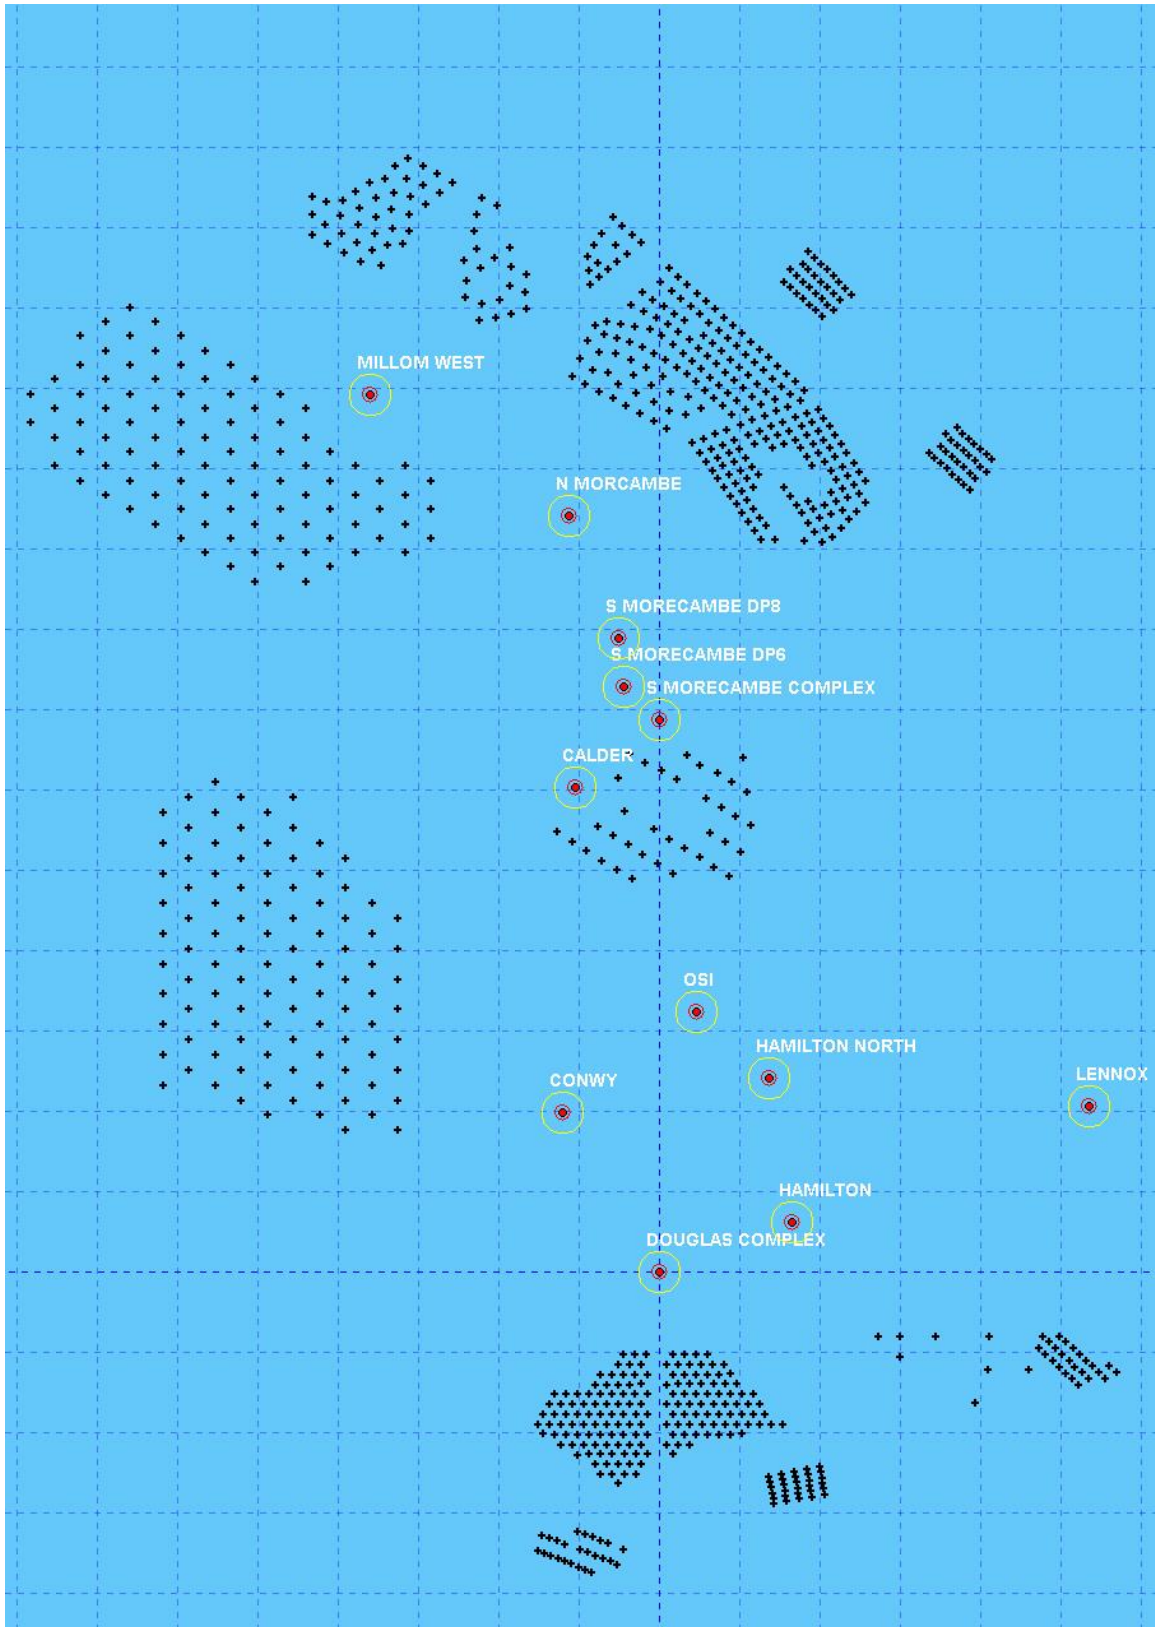 MILLOM WEST
N MORCAMBE
S MORECAMBE DP8
S MORECAMBE DP6
S MORECAMBE COMPLEX
CALDER
OSI
HAMILTON NORTH
LENNOX
CONWY
HAMILTON
DOUGLAS COMPLEX